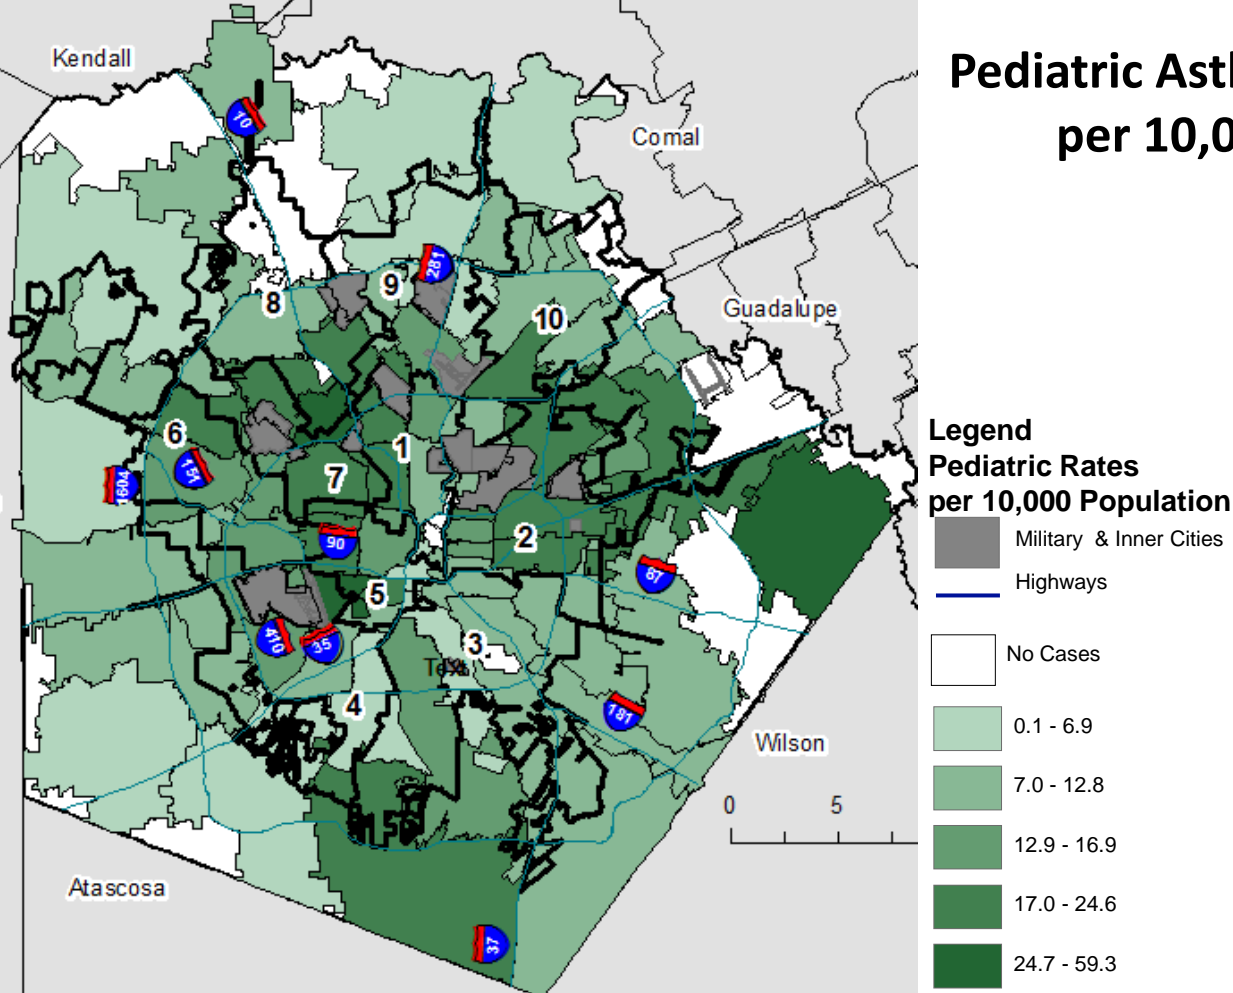 Pediatric Ast
per 10,0
Kendall
10
Comal
281
9
8
Guadalupe
10
6
1
151
7
1604
2
90
87
5
410
35
3
Text
4
181
Wilson
0 5
Atascosa
37
Legend
Pediatric Rates
per 10,000 Population
Military & Inner Cities
Highways
No Cases
0.1 - 6.9
7.0 - 12.8
12.9 - 16.9
17.0 - 24.6
24.7 - 59.3